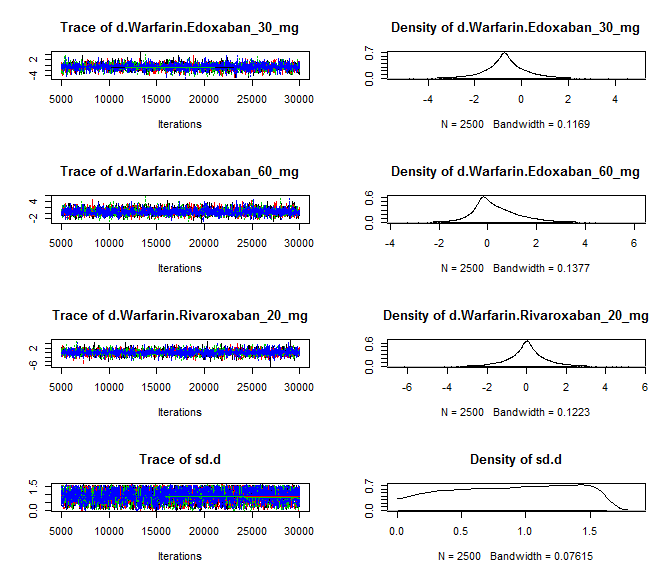 Trace of d.Warfarin.Edoxaban_30_mg
-4 2
5000 10000 15000 20000 25000 30000
Iterations
Density of d.Warfarin.Edoxaban_30_mg
0.0 0.7
-4 -2 0 2 4
N = 2500 Bandwidth = 0.1169
Trace of d.Warfarin.Edoxaban_60_mg
-2 4
5000 10000 15000 20000 25000 30000
Iterations
Density of d.Warfarin.Edoxaban_60_mg
0.0 0.6
-4 -2 0 2 4 6
N = 2500 Bandwidth = 0.1377
Trace of d.Warfarin.Rivaroxaban_20_mg
-6 2
5000 10000 15000 20000 25000 30000
Iterations
Density of d.Warfarin.Rivaroxaban_20_mg
0.0 0.6
-6 -4 -2 0 2 4 6
N = 2500 Bandwidth = 0.1223
Trace of sd.d
0.0 1.5
5000 10000 15000 20000 25000 30000
Iterations
Density of sd.d
0.0 0.7
0.0 0.5 1.0 1.5
N = 2500 Bandwidth = 0.07615